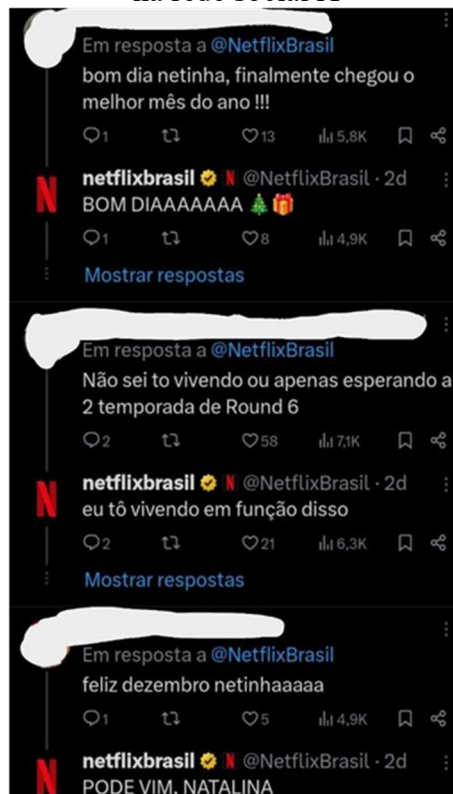 Em resposta a @NetflixBrasil
bom dia netinha, finalmente chegou o
melhor mês do ano !!!
1 13 5,8K
netflixbrasil N @NetflixBrasil · 2d
BOM DIAAAAAAA 🎄🎁
1 8 4,9K
Mostrar respostas
Em resposta a @NetflixBrasil
Não sei to vivendo ou apenas esperando a
2 temporada de Round 6
2 58 7,1K
netflixbrasil N @NetflixBrasil · 2d
eu tô vivendo em função disso
2 21 6,3K
Mostrar respostas
Em resposta a @NetflixBrasil
feliz dezembro netinhaaaaa
1 5 4,9K
netflixbrasil N @NetflixBrasil · 2d
PODE VIM, NATALINA